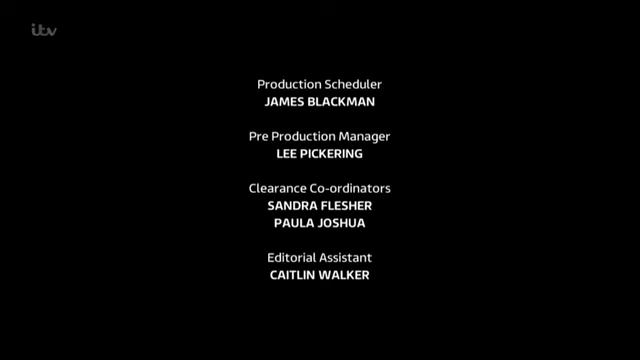 itv
Production Scheduler
JAMES BLACKMAN
Pre Production Manager
LEE PICKERING
Clearance Co-ordinators
SANDRA FLESHER
PAULA JOSHUA
Editorial Assistant
CAITLIN WALKER